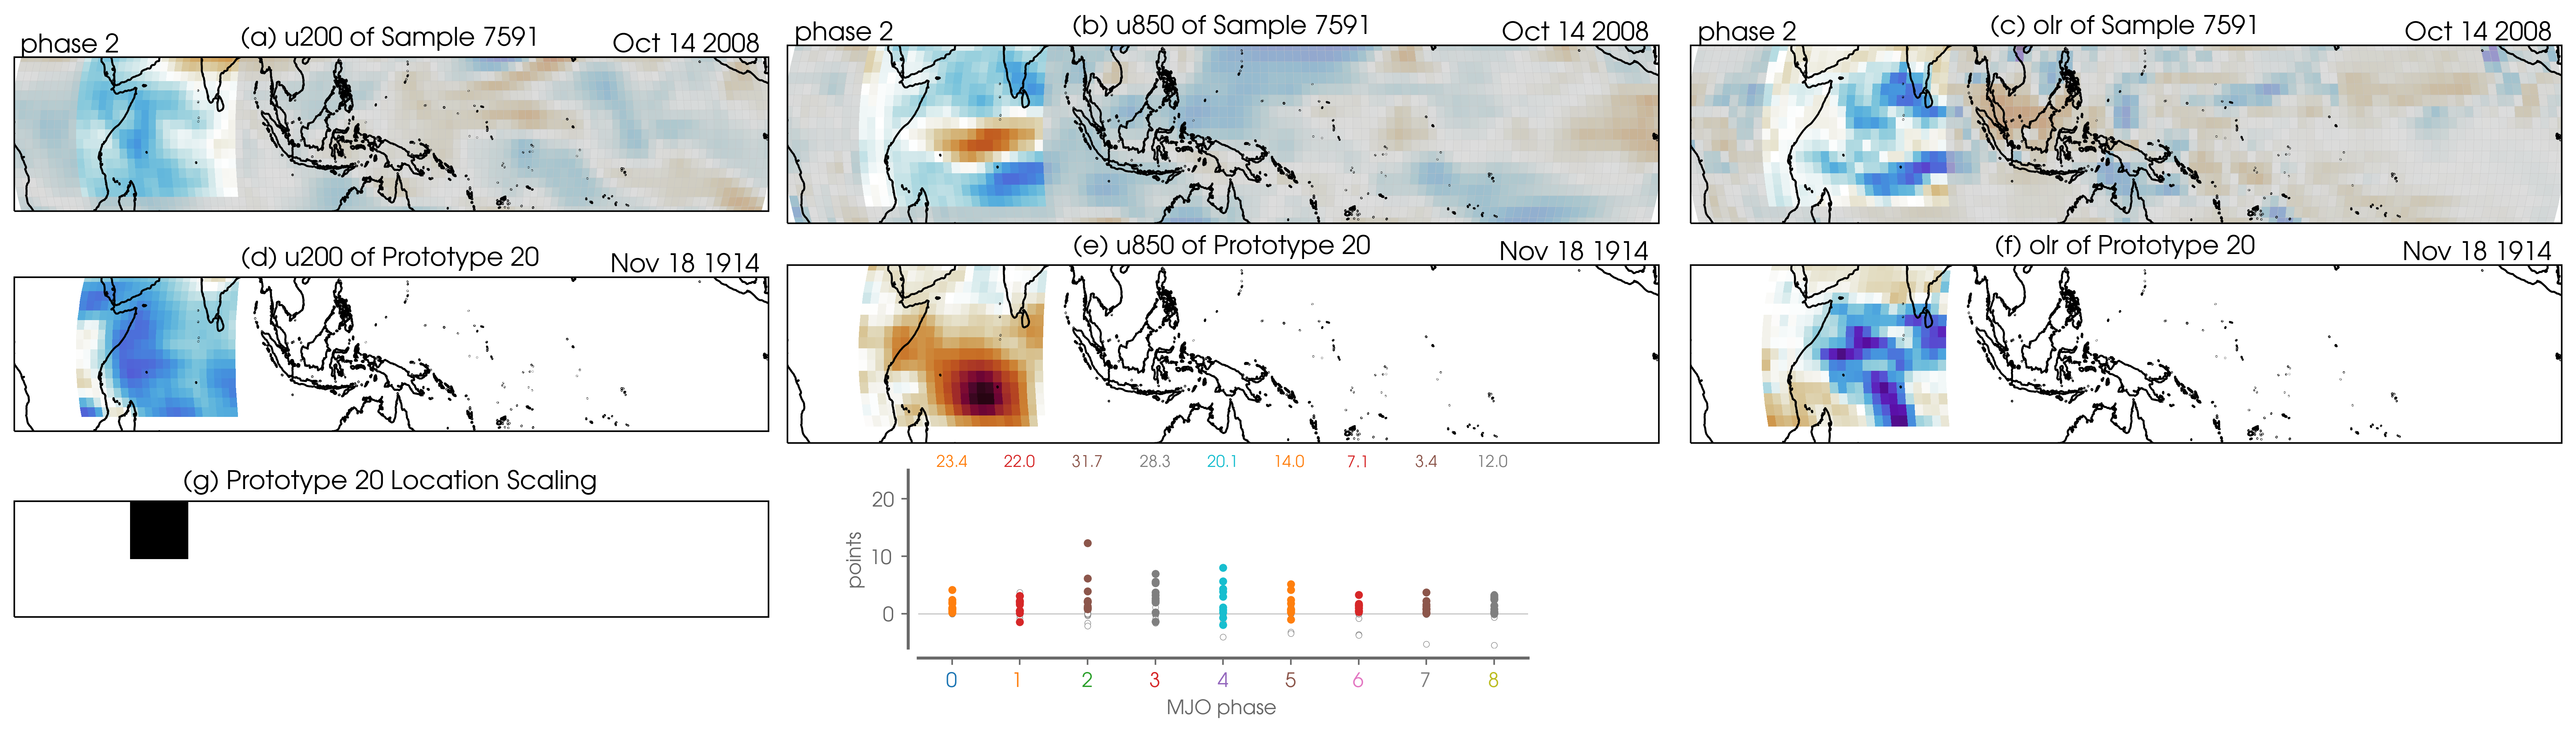 phase 2 (a) u200 of Sample 7591 Oct 14 2008
phase 2 (b) u850 of Sample 7591 Oct 14 2008
phase 2 (c) olr of Sample 7591 Oct 14 2008
(d) u200 of Prototype 20 Nov 18 1914
(e) u850 of Prototype 20 Nov 18 1914
(f) olr of Prototype 20 Nov 18 1914
(g) Prototype 20 Location Scaling
23.4 22.0 31.7 28.3 20.1 14.0 7.1 3.4 12.0
20
10
0
points
0 1 2 3 4 5 6 7 8
MJO phase